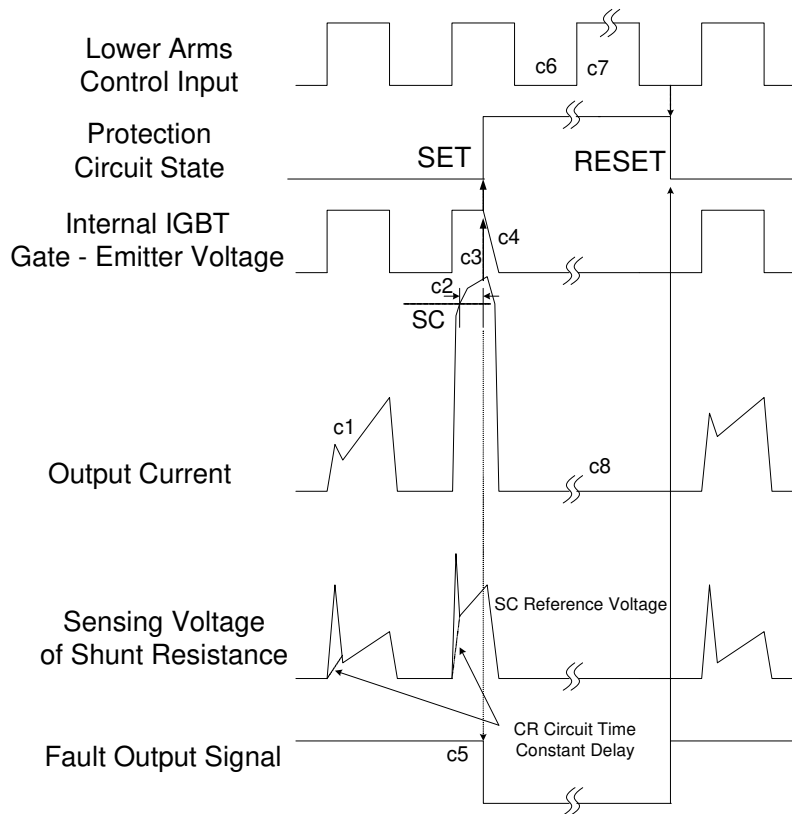 Lower Arms
Control Input
c6
c7
Protection
Circuit State
SET
RESET
Internal IGBT
Gate - Emitter Voltage
c4
c3
c2
SC
c1
Output Current
c8
SC Reference Voltage
Sensing Voltage
of Shunt Resistance
CR Circuit Time
Constant Delay
Fault Output Signal
c5